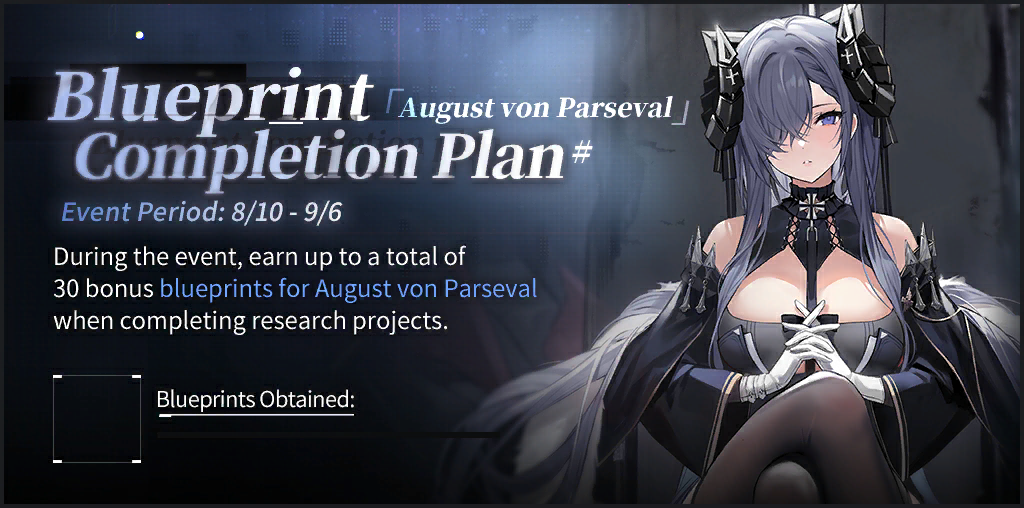 Blueprint 「August von Parseval」
Completion Plan #
Event Period: 8/10 - 9/6
During the event, earn up to a total of
30 bonus blueprints for August von Parseval
when completing research projects.
Blueprints Obtained: